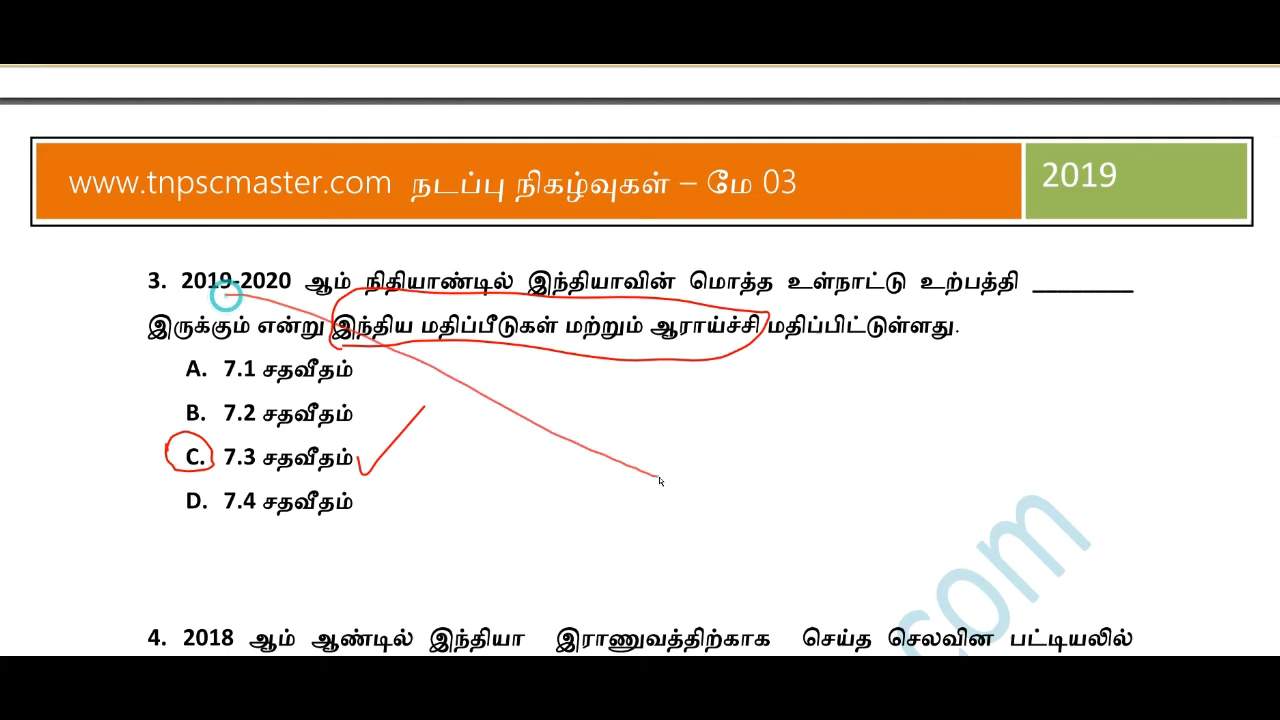 www.tnpscmaster.com நடப்பு நிகழ்வுகள் – மே 03
2019
3. 2019-2020 ஆம் நிதியாண்டில் இந்தியாவின் மொத்த உள்நாட்டு உற்பத்தி ________
இருக்கும் என்று இந்திய மதிப்பீடுகள் மற்றும் ஆராய்ச்சி மதிப்பிட்டுள்ளது.
A. 7.1 சதவீதம்
B. 7.2 சதவீதம்
C. 7.3 சதவீதம்
D. 7.4 சதவீதம்
com
4. 2018 ஆம் ஆண்டில் இந்தியா இராணுவத்திற்காக செய்த செலவின பட்டியலில்